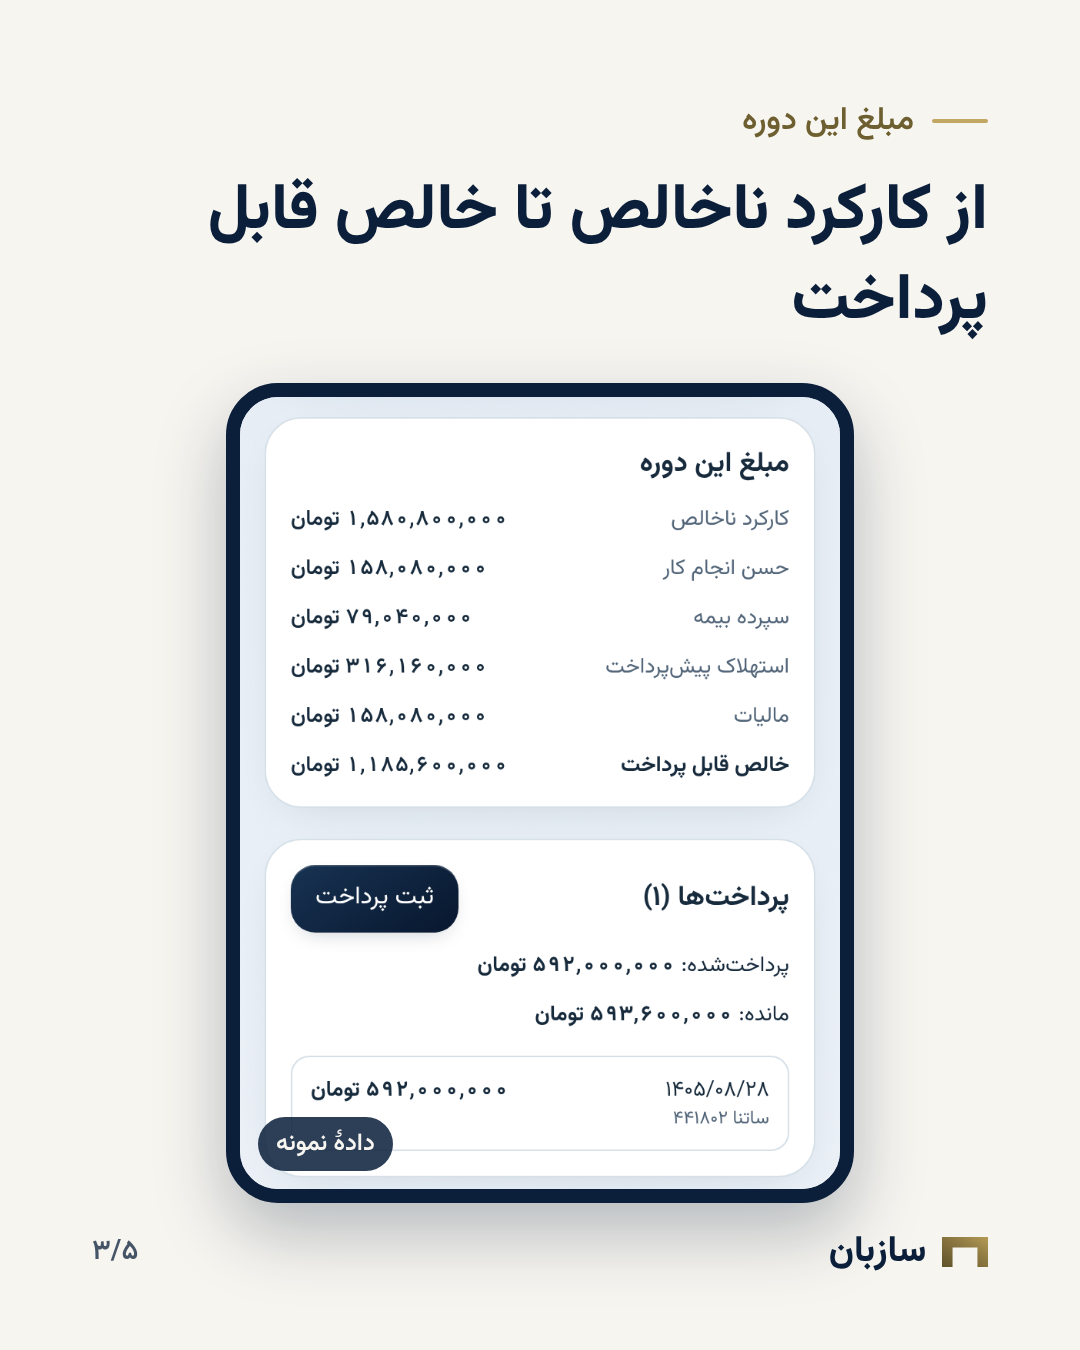 مبلغ این دوره
از کارکرد ناخالص تا خالص قابل
پرداخت
مبلغ این دوره
کارکرد ناخالص ۱,۵۸۰,۸۰۰,۰۰۰ تومان
حسن انجام کار ۱۵۸,۰۸۰,۰۰۰ تومان
سپرده بیمه ۷۹,۰۴۰,۰۰۰ تومان
استهلاک پیش‌پرداخت ۳۱۶,۱۶۰,۰۰۰ تومان
مالیات ۱۵۸,۰۸۰,۰۰۰ تومان
خالص قابل پرداخت ۱,۱۸۵,۶۰۰,۰۰۰ تومان
پرداخت‌ها (۱) ثبت پرداخت
پرداخت‌شده: ۵۹۲,۰۰۰,۰۰۰ تومان
مانده: ۵۹۳,۶۰۰,۰۰۰ تومان
۱۴۰۵/۰۸/۲۸ ۵۹۲,۰۰۰,۰۰۰ تومان
ساتنا ۴۴۱۸۰۲
دادهٔ نمونه
سازبان ۳/۵